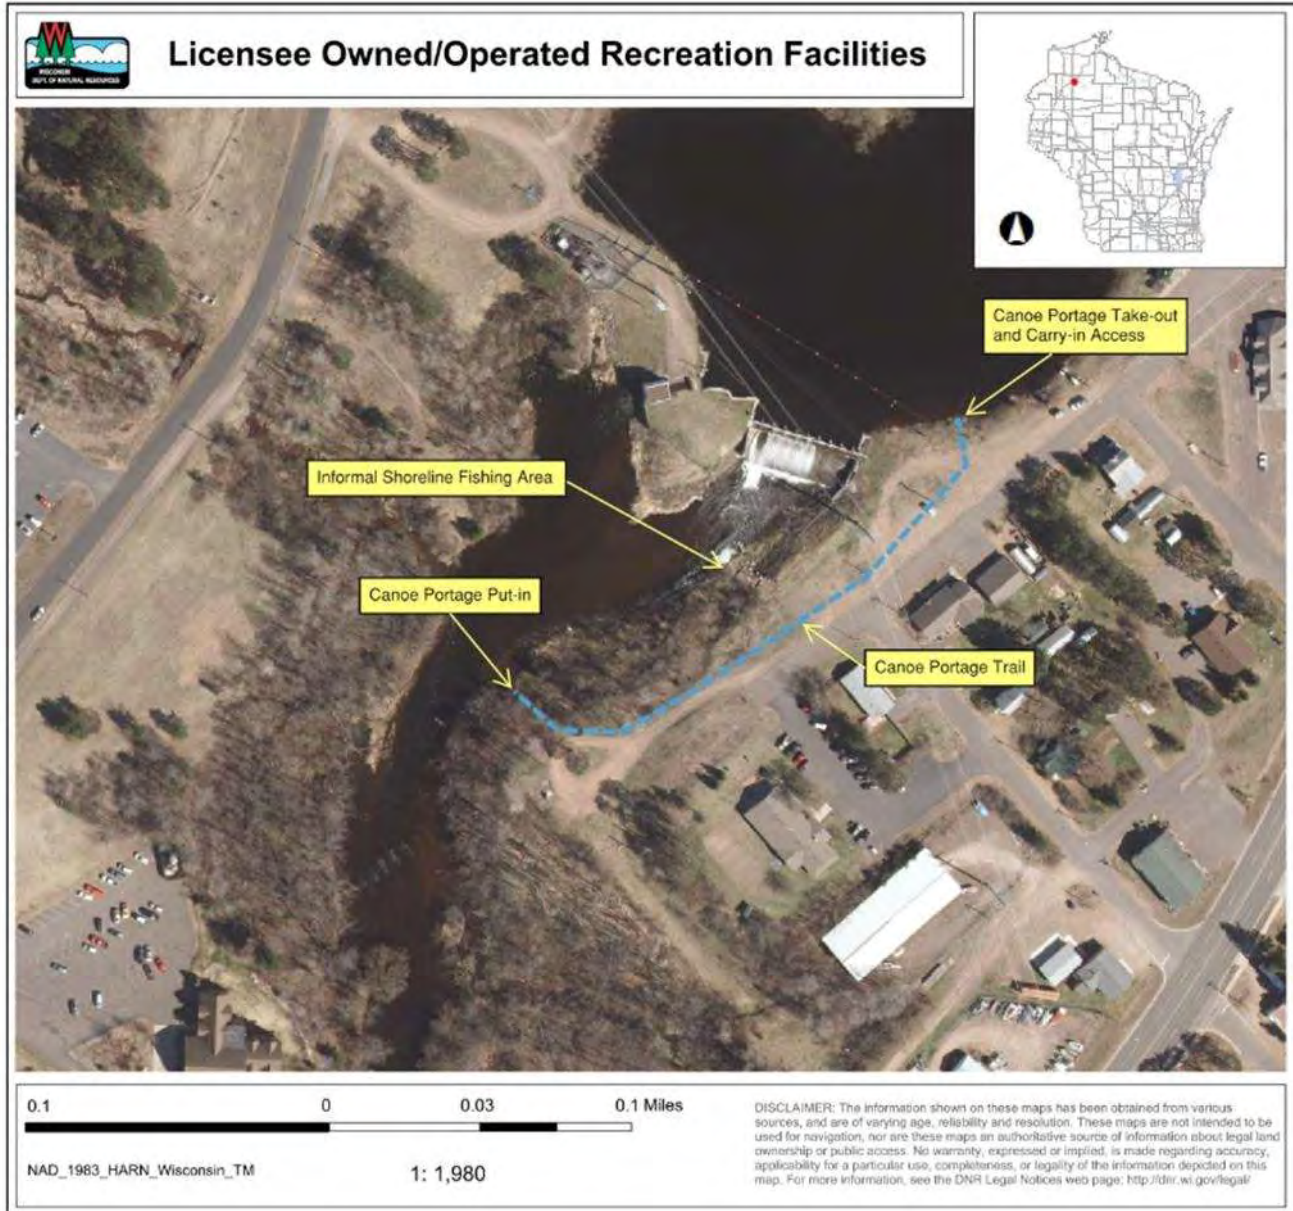 WISCONSIN
DEPT. OF NATURAL RESOURCES
Licensee Owned/Operated Recreation Facilities
Canoe Portage Take-out
and Carry-in Access
Informal Shoreline Fishing Area
Canoe Portage Put-in
Canoe Portage Trail
0.1 0 0.03 0.1 Miles
NAD_1983_HARN_Wisconsin_TM
1: 1,980
DISCLAIMER: The information shown on these maps has been obtained from various
sources, and are of varying age, reliability and resolution. These maps are not intended to be
used for navigation, nor are these maps an authoritative source of information about legal land
ownership or public access. No warranty, expressed or implied, is made regarding accuracy,
applicability for a particular use, completeness, or legality of the information depicted on this
map. For more information, see the DNR Legal Notices web page: http://dnr.wi.gov/legal/